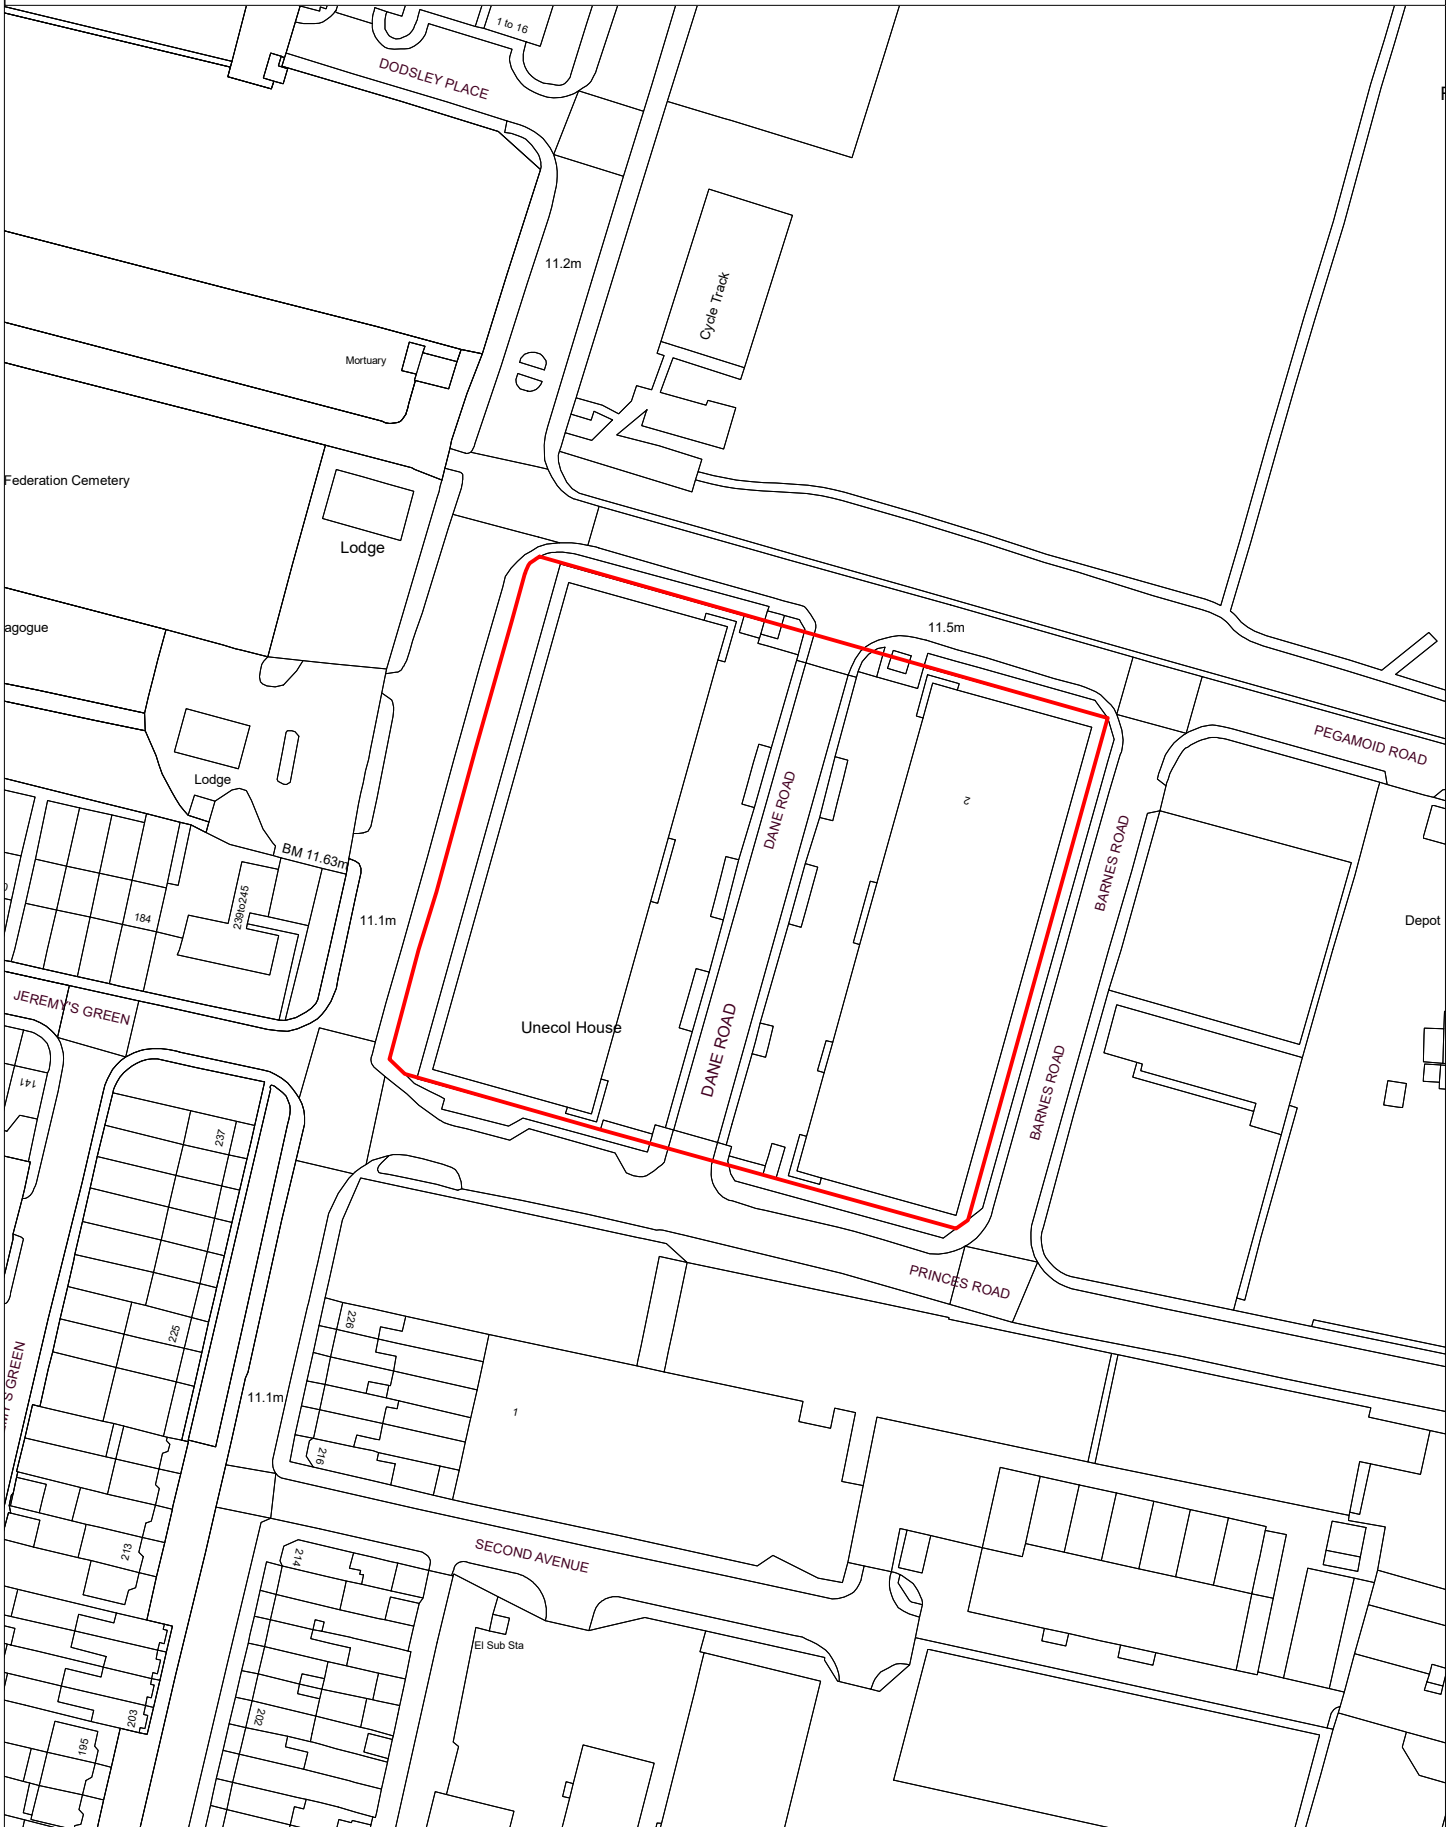 1 to 16
DODSLEY PLACE
11.2m
Cycle Track
Mortuary
Federation Cemetery
Lodge
agogue
11.5m
PEGAMOID ROAD
Lodge
DANE ROAD
2
BARNES ROAD
BM 11.63m
239to245
184
11.1m
Depot
JEREMY'S GREEN
Unecol House
DANE ROAD
BARNES ROAD
141
237
PRINCES ROAD
226
225
S GREEN
11.1m
1
216
213
214
SECOND AVENUE
El Sub Sta
203
202
195